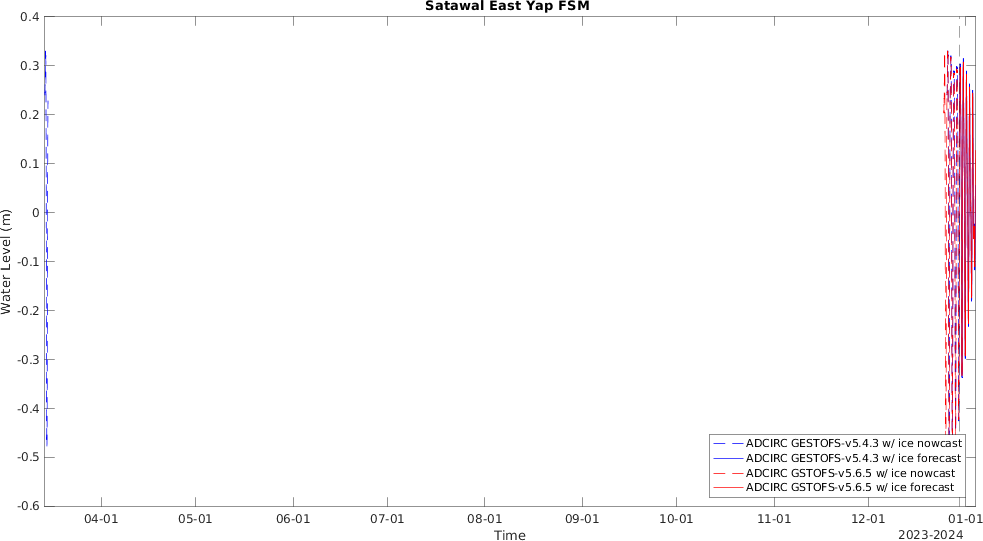 Satawal East Yap FSM
0.4
0.3
0.2
0.1
0
-0.1
-0.2
-0.3
-0.4
-0.5
-0.6
Water Level (m)
ADCIRC GESTOFS-v5.4.3 w/ ice nowcast
ADCIRC GESTOFS-v5.4.3 w/ ice forecast
ADCIRC GSTOFS-v5.6.5 w/ ice nowcast
ADCIRC GSTOFS-v5.6.5 w/ ice forecast
04-01 05-01 06-01 07-01 08-01 09-01 10-01 11-01 12-01 01-01
Time
2023-2024